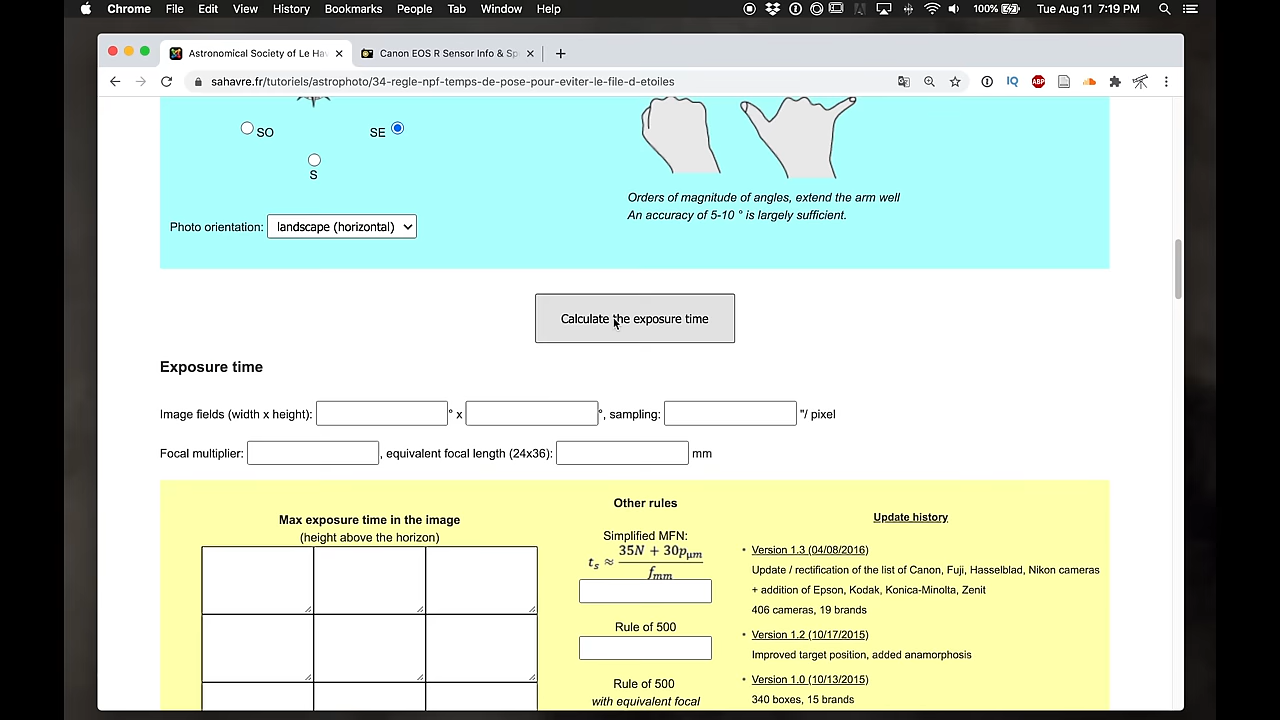 Chrome File Edit View History Bookmarks People Tab Window Help 100% Tue Aug 11 7:19 PM
Astronomical Society of Le Ha
Canon EOS R Sensor Info & Sp
sahavre.fr/tutoriels/astrophoto/34-regle-npf-temps-de-pose-pour-eviter-le-file-d-etoiles
IQ
ABP
SO
SE
S
Orders of magnitude of angles, extend the arm well
An accuracy of 5-10 ° is largely sufficient.
Photo orientation: landscape (horizontal)
Calculate the exposure time
Exposure time
Image fields (width x height): ° x °, sampling: "/ pixel
Focal multiplier: , equivalent focal length (24x36): mm
Max exposure time in the image
(height above the horizon)
Other rules
Simplified MFN:
ts ≈ 35N + 30pμm / fmm
Rule of 500
Rule of 500
with equivalent focal
Update history
• Version 1.3 (04/08/2016)
Update / rectification of the list of Canon, Fuji, Hasselblad, Nikon cameras
+ addition of Epson, Kodak, Konica-Minolta, Zenit
406 cameras, 19 brands
• Version 1.2 (10/17/2015)
Improved target position, added anamorphosis
• Version 1.0 (10/13/2015)
340 boxes, 15 brands